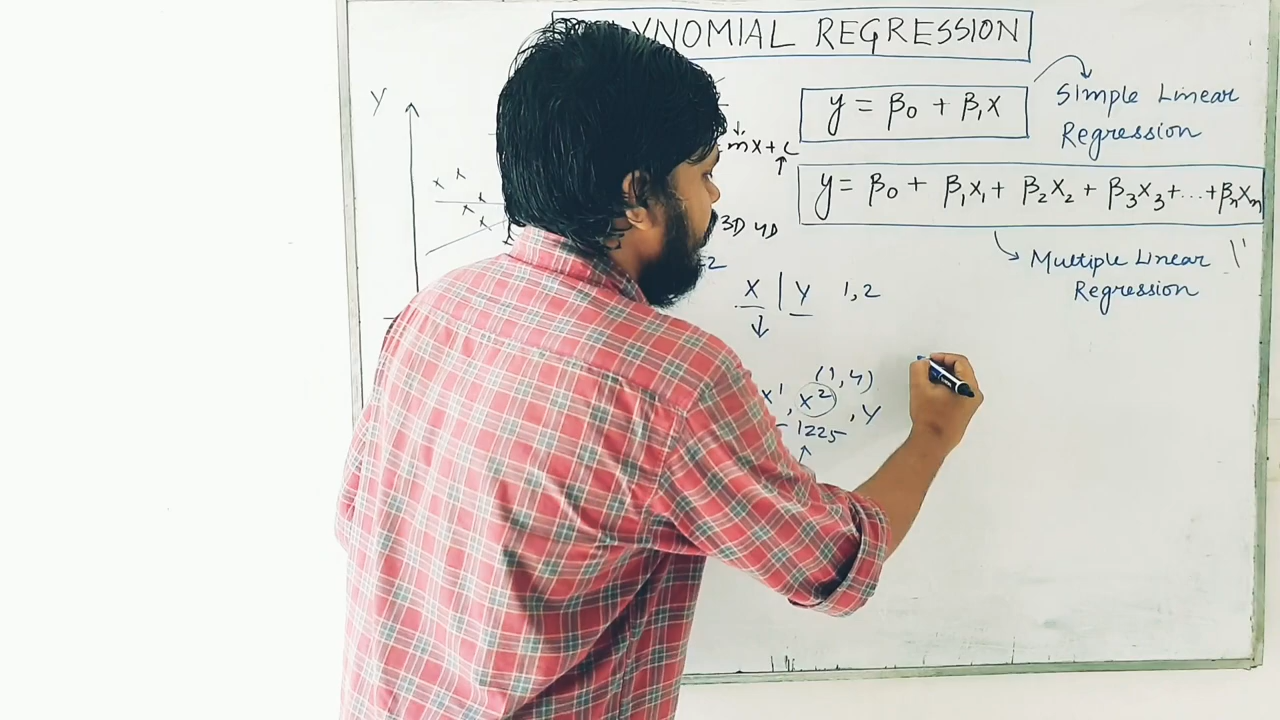 YNOMIAL REGRESSION
Y
y = β₀ + β₁x
Simple Linear
Regression
mx + c
y = β₀ + β₁x₁ + β₂x₂ + β₃x₃ + ... + βₙxₙ
3D 4D
Multiple Linear
Regression
2
X | Y 1,2
(1,4)
x¹, x², Y
1225